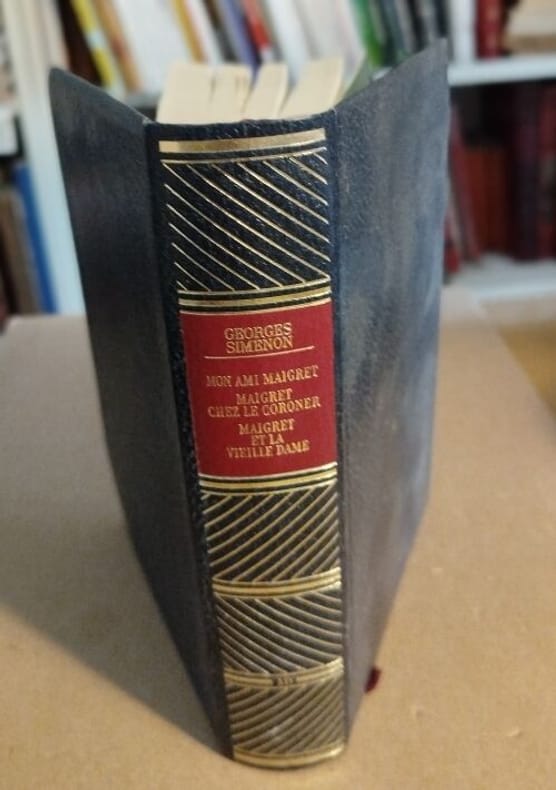 GEORGES
SIMENON
MON AMI MAIGRET
MAIGRET
CHEZ LE CORONER
MAIGRET
ET LA
VIEILLE DAME